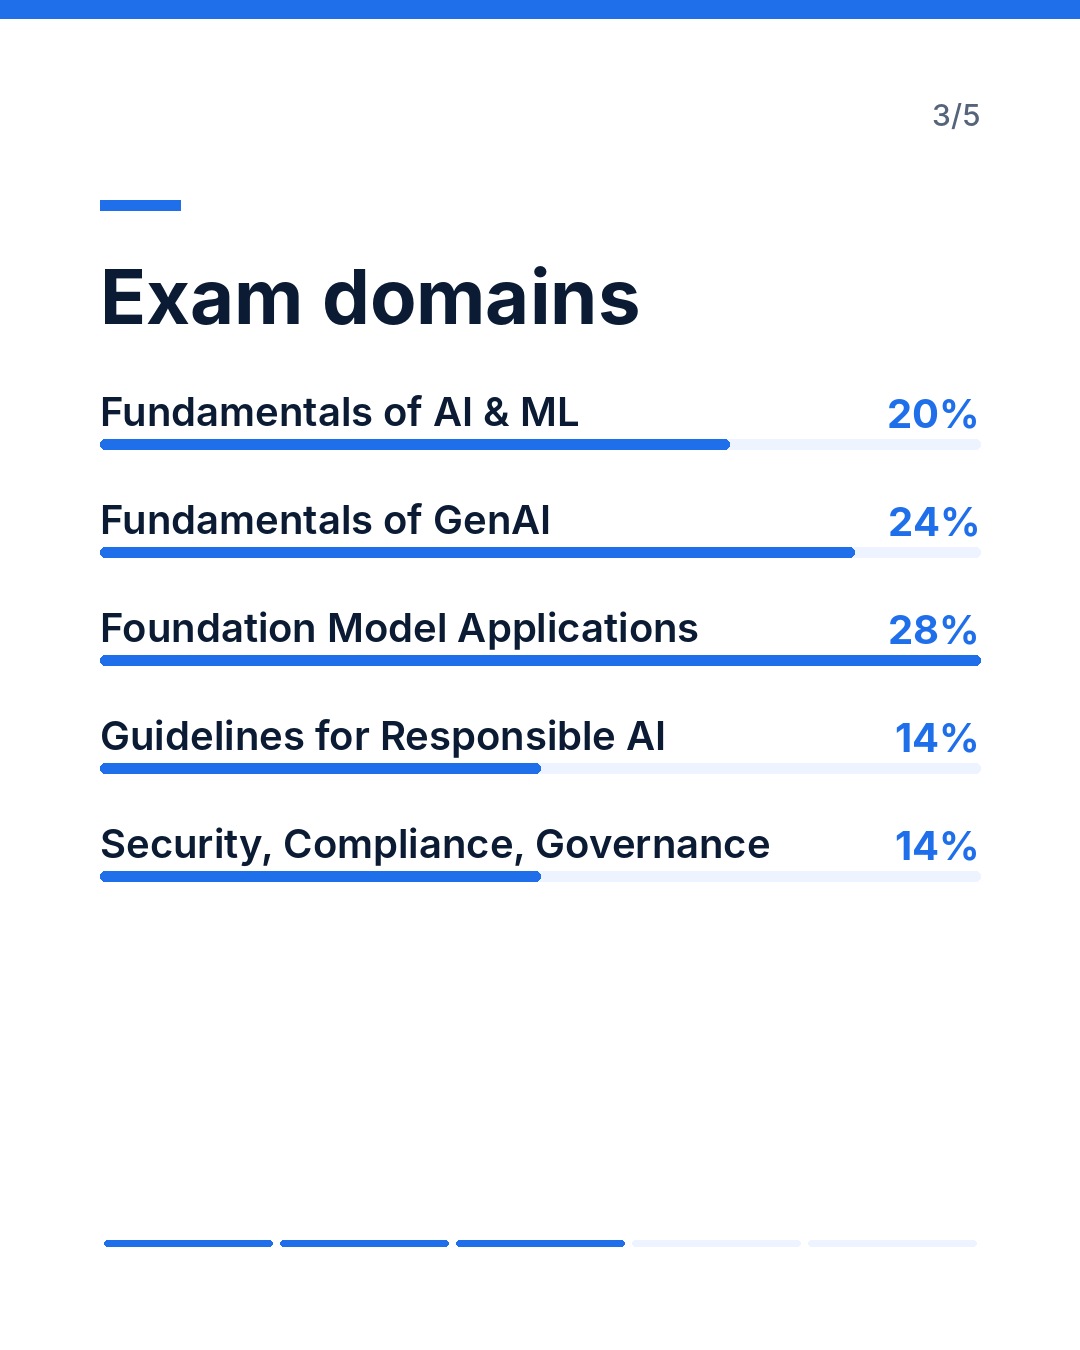 3/5
Exam domains
Fundamentals of AI & ML 20%
Fundamentals of GenAI 24%
Foundation Model Applications 28%
Guidelines for Responsible AI 14%
Security, Compliance, Governance 14%